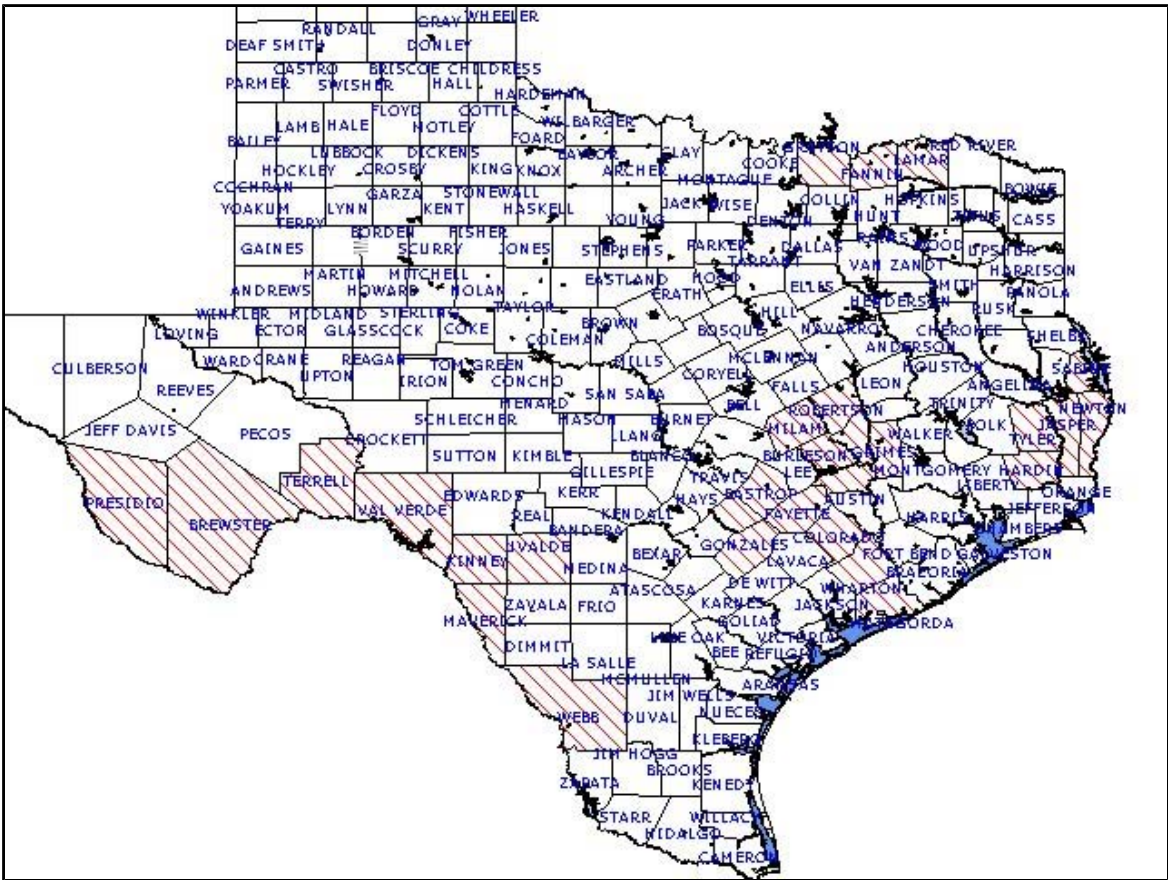 WHEELER
GRAY
RANDALL
DEAF SMITH
DONLEY
CASTRO
BRISCOE
CHILDRESS
PARMER
SWISHER
HALL
HARDEMAN
FLOYD
COTTLE
WILBARGER
LAMB
HALE
MOTLEY
FOARD
BAILEY
LUBBOCK
DICKENS
BAYLOR
CLAY
COOKE
GRAYSON
RED RIVER
LAMAR
FANNIN
HOCKLEY
CROSBY
KING
KNOX
ARCHER
MONTAGUE
COCHRAN
GARZA
STONEWALL
BOWIE
YOAKUM
LYNN
KENT
HASKELL
YOUNG
JACK
WISE
DENTON
COLLIN
HUNT
HOPKINS
TITUS
CASS
TERRY
BORDEN
FISHER
GAINES
SCURRY
JONES
STEPHENS
PARKER
TARRANT
DALLAS
RAINS
WOOD
UPSHUR
MARTIN
MITCHELL
EASTLAND
HOOD
ELLIS
VAN ZANDT
SMITH
HARRISON
ANDREWS
HOWARD
NOLAN
TAYLOR
ERATH
HENDERSON
RUSK
PANOLA
WINKLER
MIDLAND
STERLING
HILL
LOVING
ECTOR
GLASSCOCK
COKE
COLEMAN
BROWN
BOSQUE
NAVARRO
CHEROKEE
SHELBY
ANDERSON
CULBERSON
WARD
CRANE
REAGAN
TOM GREEN
MILLS
MCLENNAN
HOUSTON
SABINE
REEVES
UPTON
IRION
CONCHO
CORYELL
FALLS
LEON
ANGELINA
SAN SABA
MENARD
BELL
ROBERTSON
TRINITY
NEWTON
JEFF DAVIS
PECOS
SCHLEICHER
MASON
BURNET
MILAM
WALKER
POLK
JASPER
CROCKETT
LLANO
TYLER
SUTTON
KIMBLE
BLANCO
BURLESON
GRIMES
GILLESPIE
LEE
MONTGOMERY
HARDIN
TERRELL
TRAVIS
LIBERTY
PRESIDIO
EDWARDS
KERR
HAYS
BASTROP
AUSTIN
ORANGE
BREWSTER
VAL VERDE
REAL
KENDALL
FAYETTE
HARRIS
JEFFERSON
BANDERA
CHAMBERS
KINNEY
UVALDE
BEXAR
GONZALES
COLORADO
FORT BEND
GALVESTON
MEDINA
LAVACA
BRAZORIA
ATASCOSA
DE WITT
WHARTON
ZAVALA
FRIO
KARNES
JACKSON
MAVERICK
GOLIAD
MATAGORDA
DIMMIT
LIVE OAK
VICTORIA
BEE
REFUGIO
LA SALLE
MCMULLEN
ARANSAS
JIM WELLS
WEBB
DUVAL
NUECES
KLEBERG
JIM HOGG
BROOKS
ZAPATA
KENEDY
STARR
WILLACY
HIDALGO
CAMERON